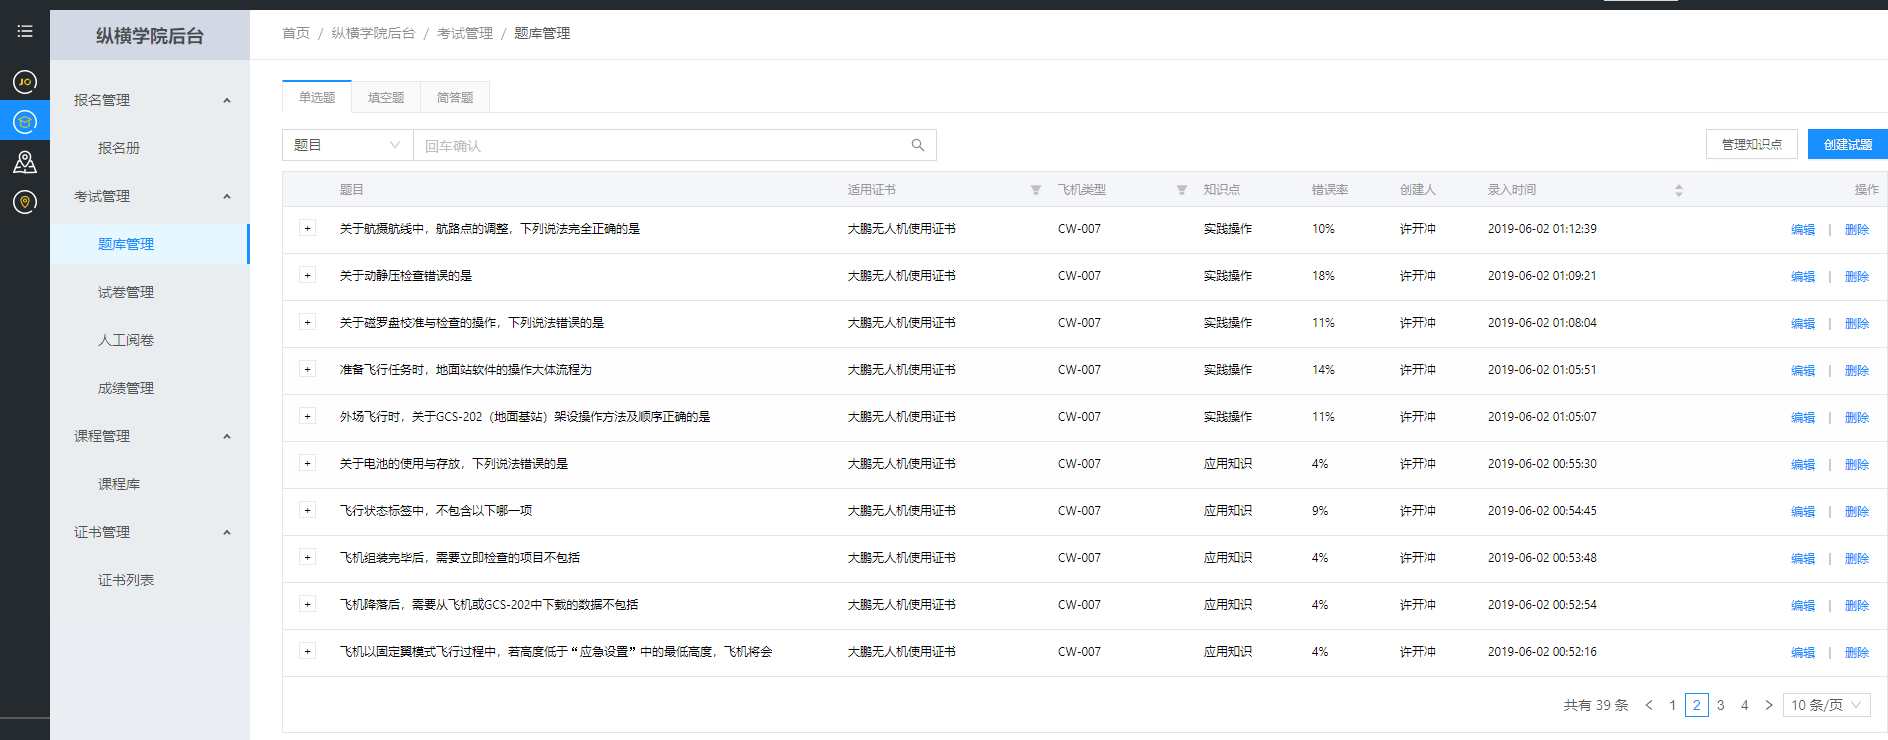 纵横学院后台
首页 / 纵横学院后台 / 考试管理 / 题库管理
JO
报名管理
报名册
考试管理
题库管理
试卷管理
人工阅卷
成绩管理
课程管理
课程库
证书管理
证书列表
单选题 填空题 简答题
题目 回车确认 管理知识点 创建试题
题目 适用证书 飞机类型 知识点 错误率 创建人 录入时间 操作
+ 关于航摄航线中，航路点的调整，下列说法完全正确的是 大鹏无人机使用证书 CW-007 实践操作 10% 许开冲 2019-06-02 01:12:39 编辑 | 删除
+ 关于动静压检查错误的是 大鹏无人机使用证书 CW-007 实践操作 18% 许开冲 2019-06-02 01:09:21 编辑 | 删除
+ 关于磁罗盘校准与检查的操作，下列说法错误的是 大鹏无人机使用证书 CW-007 实践操作 11% 许开冲 2019-06-02 01:08:04 编辑 | 删除
+ 准备飞行任务时，地面站软件的操作大体流程为 大鹏无人机使用证书 CW-007 实践操作 14% 许开冲 2019-06-02 01:05:51 编辑 | 删除
+ 外场飞行时，关于GCS-202（地面基站）架设操作方法及顺序正确的是 大鹏无人机使用证书 CW-007 实践操作 11% 许开冲 2019-06-02 01:05:07 编辑 | 删除
+ 关于电池的使用与存放，下列说法错误的是 大鹏无人机使用证书 CW-007 应用知识 4% 许开冲 2019-06-02 00:55:30 编辑 | 删除
+ 飞行状态标签中，不包含以下哪一项 大鹏无人机使用证书 CW-007 应用知识 9% 许开冲 2019-06-02 00:54:45 编辑 | 删除
+ 飞机组装完毕后，需要立即检查的项目不包括 大鹏无人机使用证书 CW-007 应用知识 4% 许开冲 2019-06-02 00:53:48 编辑 | 删除
+ 飞机降落后，需要从飞机或GCS-202中下载的数据不包括 大鹏无人机使用证书 CW-007 应用知识 4% 许开冲 2019-06-02 00:52:54 编辑 | 删除
+ 飞机以固定翼模式飞行过程中，若高度低于“应急设置”中的最低高度，飞机将会 大鹏无人机使用证书 CW-007 应用知识 4% 许开冲 2019-06-02 00:52:16 编辑 | 删除
共有 39 条 < 1 2 3 4 > 10 条/页